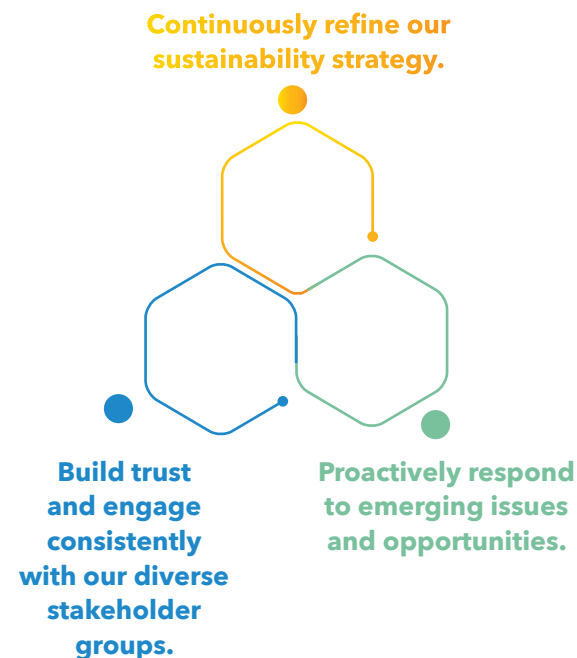 Continuously refine our
sustainability strategy.
Build trust
and engage
consistently
with our diverse
stakeholder
groups.
Proactively respond
to emerging issues
and opportunities.